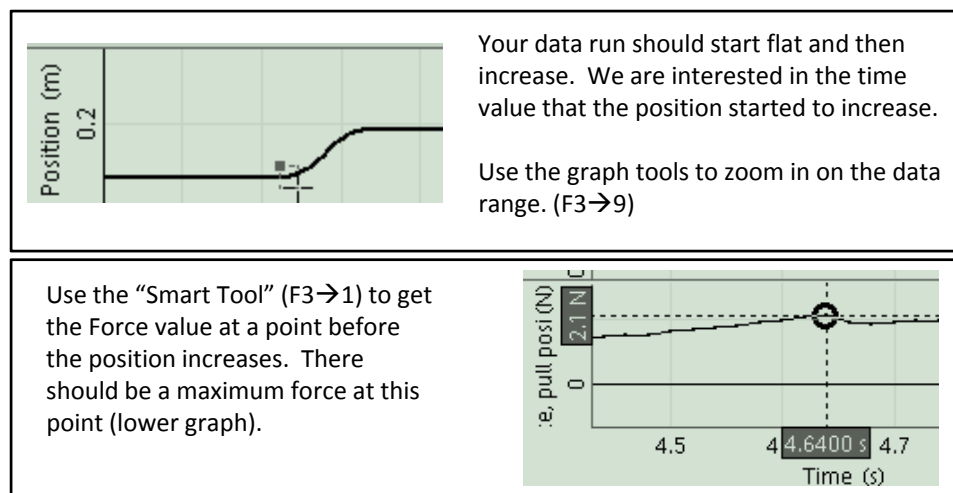 Position (m)
0.2
Your data run should start flat and then
increase. We are interested in the time
value that the position started to increase.
Use the graph tools to zoom in on the data
range. (F3→9)
Use the “Smart Tool” (F3→1) to get
the Force value at a point before
the position increases. There
should be a maximum force at this
point (lower graph).
e, pull posi (N)
2.1 N
0
4.5
4.6400 s
4.7
Time (s)